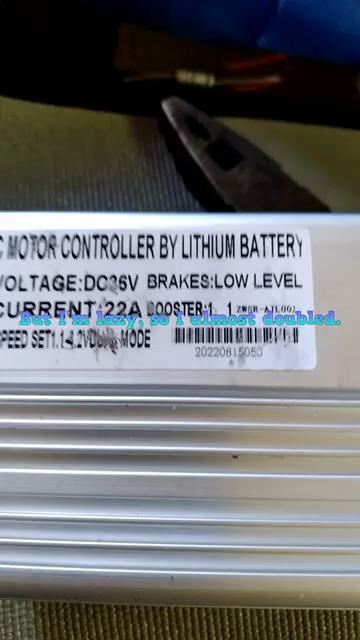 C MOTOR CONTROLLER BY LITHIUM BATTERY
VOLTAGE:DC36V BRAKES:LOW LEVEL
CURRENT:22A BOOSTER:1. 1
But I'm lazy, so I almost doubled.
SPEED SET1.1-4.2V MODE
20220815050